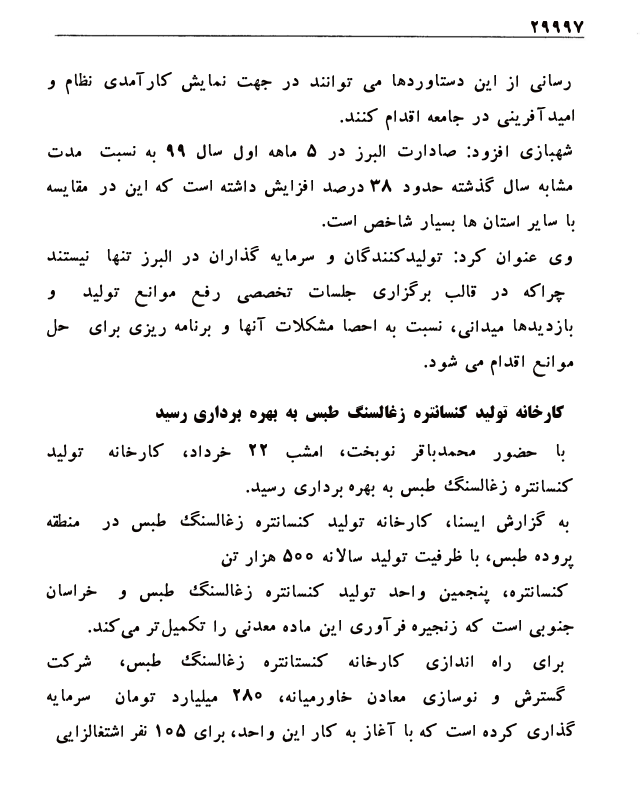 ۲۹۹۹۷
رسانی از این دستاوردها می توانند در جهت نمایش کارآمدی نظام و
امیدآفرینی در جامعه اقدام کنند.
شهبازی افزود: صادارت البرز در ۵ ماهه اول سال ۹۹ به نسبت مدت
مشابه سال گذشته حدود ۳۸ درصد افزایش داشته است که این در مقایسه
با سایر استان ها بسیار شاخص است.
وی عنوان کرد: تولیدکنندگان و سرمایه گذاران در البرز تنها نیستند
چراکه در قالب برگزاری جلسات تخصصی رفع موانع تولید و
بازدیدها میدانی، نسبت به احصا مشکلات آنها و برنامه ریزی برای حل
موانع اقدام می شود.
کارخانه تولید کنسانتره زغالسنگ طبس به بهره برداری رسید
با حضور محمدباقر نوبخت، امشب ۲۲ خرداد، کارخانه تولید
کنسانتره زغالسنگ طبس به بهره برداری رسید.
به گزارش ایسنا، کارخانه تولید کنسانتره زغالسنگ طبس در منطقه
پروده طبس، با ظرفیت تولید سالانه ۵۰۰ هزار تن
کنسانتره، پنجمین واحد تولید کنسانتره زغالسنگ طبس و خراسان
جنوبی است که زنجیره فرآوری این ماده معدنی را تکمیل‌تر می‌کند.
برای راه اندازی کارخانه کنستانتره زغالسنگ طبس، شرکت
گسترش و نوسازی معادن خاورمیانه، ۲۸۰ میلیارد تومان سرمایه
گذاری کرده است که با آغاز به کار این واحد، برای ۱۰۵ نفر اشتغالزایی